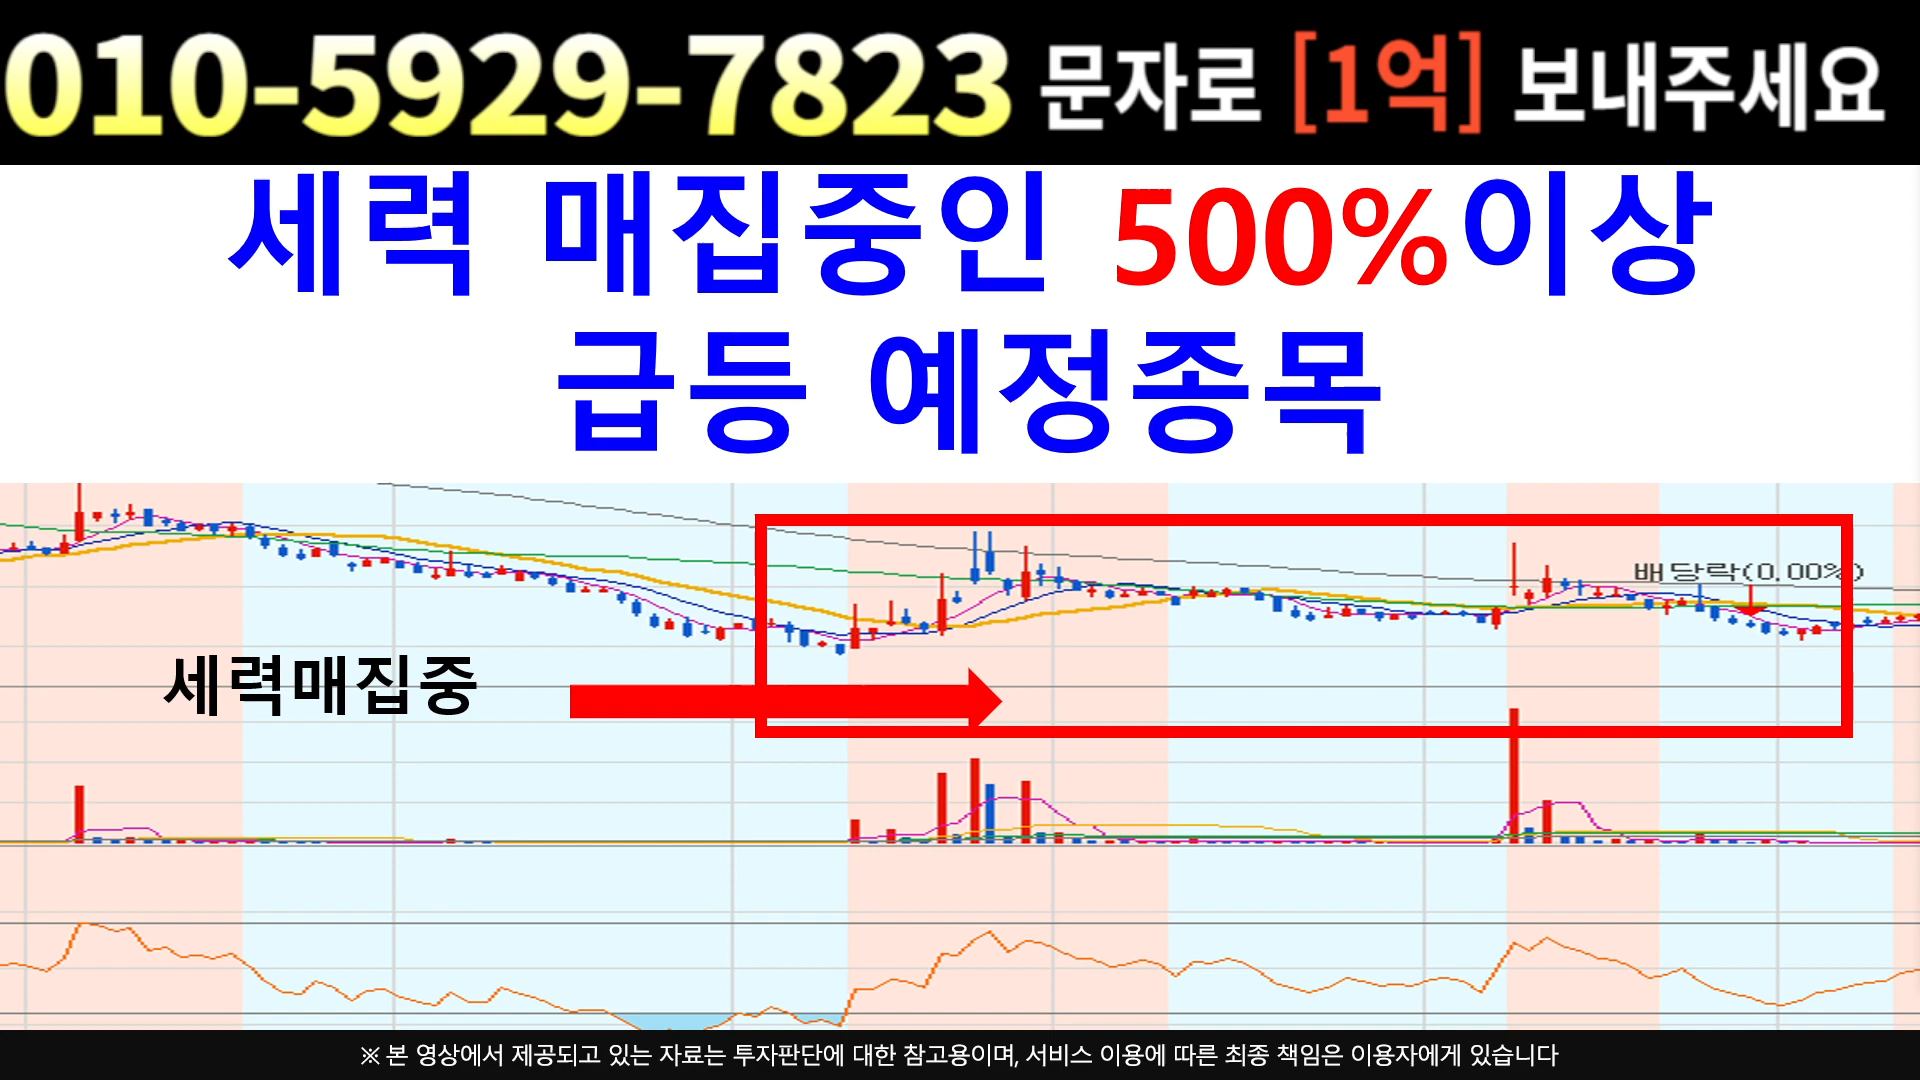 010-5929-7823 문자로 [1억] 보내주세요
세력 매집중인 500%이상
급등 예정종목
배당락(0.00%)
세력매집중
※ 본 영상에서 제공되고 있는 자료는 투자판단에 대한 참고용이며, 서비스 이용에 따른 최종 책임은 이용자에게 있습니다